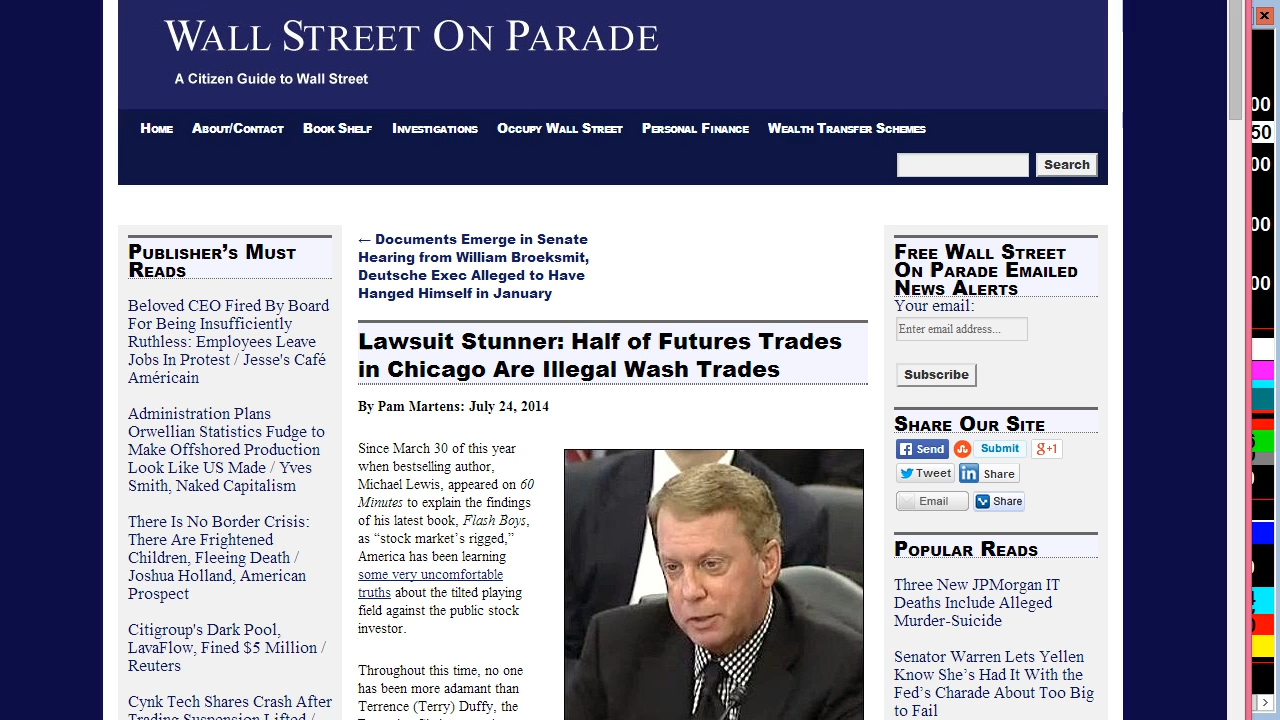 WALL STREET ON PARADE
A Citizen Guide to Wall Street
HOME ABOUT/CONTACT BOOK SHELF INVESTIGATIONS OCCUPY WALL STREET PERSONAL FINANCE WEALTH TRANSFER SCHEMES
Search
PUBLISHER'S MUST
READS
Beloved CEO Fired By Board
For Being Insufficiently
Ruthless: Employees Leave
Jobs In Protest / Jesse's Café
Américain
Administration Plans
Orwellian Statistics Fudge to
Make Offshored Production
Look Like US Made / Yves
Smith, Naked Capitalism
There Is No Border Crisis:
There Are Frightened
Children, Fleeing Death /
Joshua Holland, American
Prospect
Citigroup's Dark Pool,
LavaFlow, Fined $5 Million /
Reuters
Cynk Tech Shares Crash After
Trading Suspension Lifted /
← Documents Emerge in Senate
Hearing from William Broeksmit,
Deutsche Exec Alleged to Have
Hanged Himself in January
Lawsuit Stunner: Half of Futures Trades
in Chicago Are Illegal Wash Trades
By Pam Martens: July 24, 2014
Since March 30 of this year
when bestselling author,
Michael Lewis, appeared on 60
Minutes to explain the findings
of his latest book, Flash Boys,
as “stock market’s rigged,”
America has been learning
some very uncomfortable
truths about the tilted playing
field against the public stock
investor.
Throughout this time, no one
has been more adamant than
Terrence (Terry) Duffy, the
FREE WALL STREET
ON PARADE EMAILED
NEWS ALERTS
Your email:
Enter email address...
Subscribe
SHARE OUR SITE
Send Submit +1
Tweet Share
Email Share
POPULAR READS
Three New JPMorgan IT
Deaths Include Alleged
Murder-Suicide
Senator Warren Lets Yellen
Know She's Had It With the
Fed's Charade About Too Big
to Fail
00
50
00
00
00